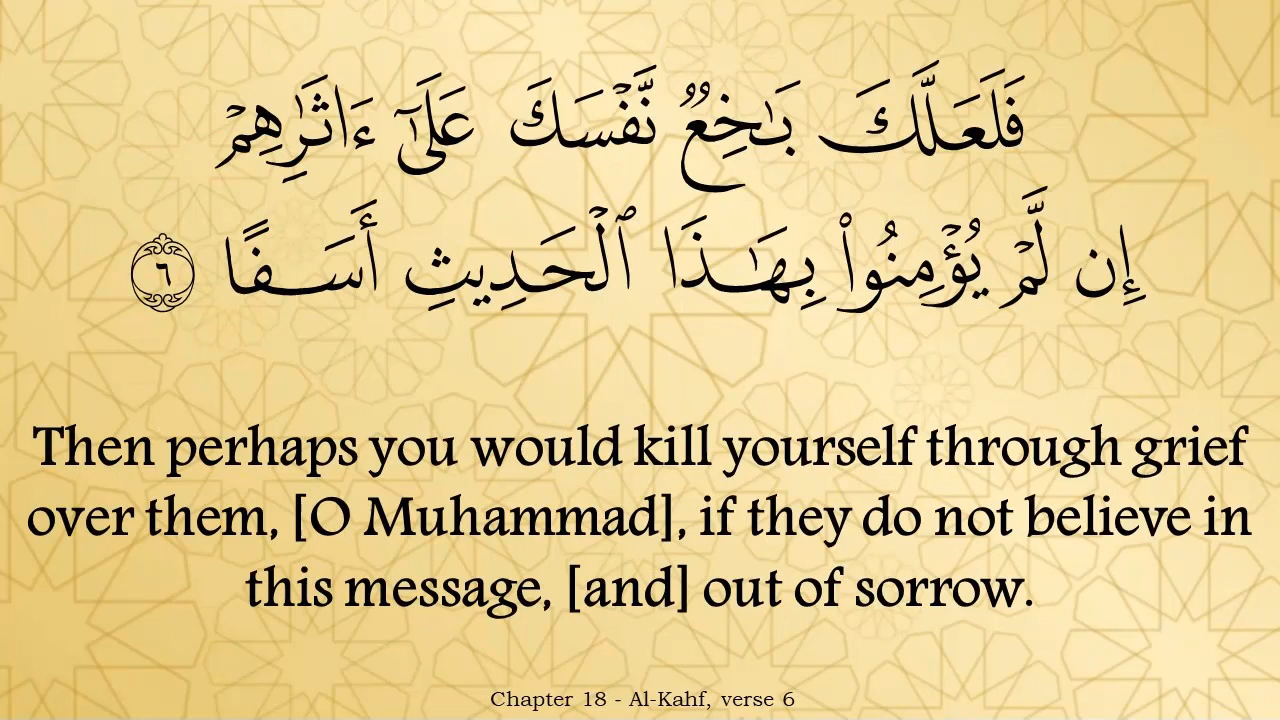 فَلَعَلَّكَ بَـٰخِعٌۭ نَّفْسَكَ عَلَىٰٓ ءَاثَـٰرِهِمْ
إِن لَّمْ يُؤْمِنُوا۟ بِهَـٰذَا ٱلْحَدِيثِ أَسَفًا ٦
Then perhaps you would kill yourself through grief
over them, [O Muhammad], if they do not believe in
this message, [and] out of sorrow.
Chapter 18 - Al-Kahf, verse 6